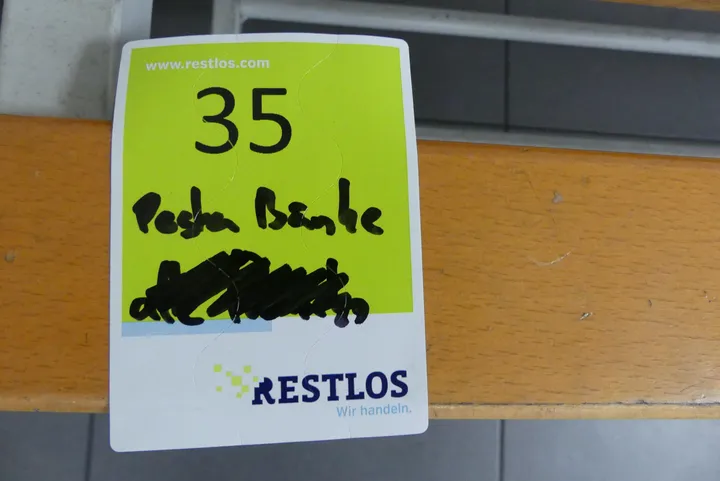 www.restlos.com
35
Posten Bänke
RESTLOS
Wir handeln.